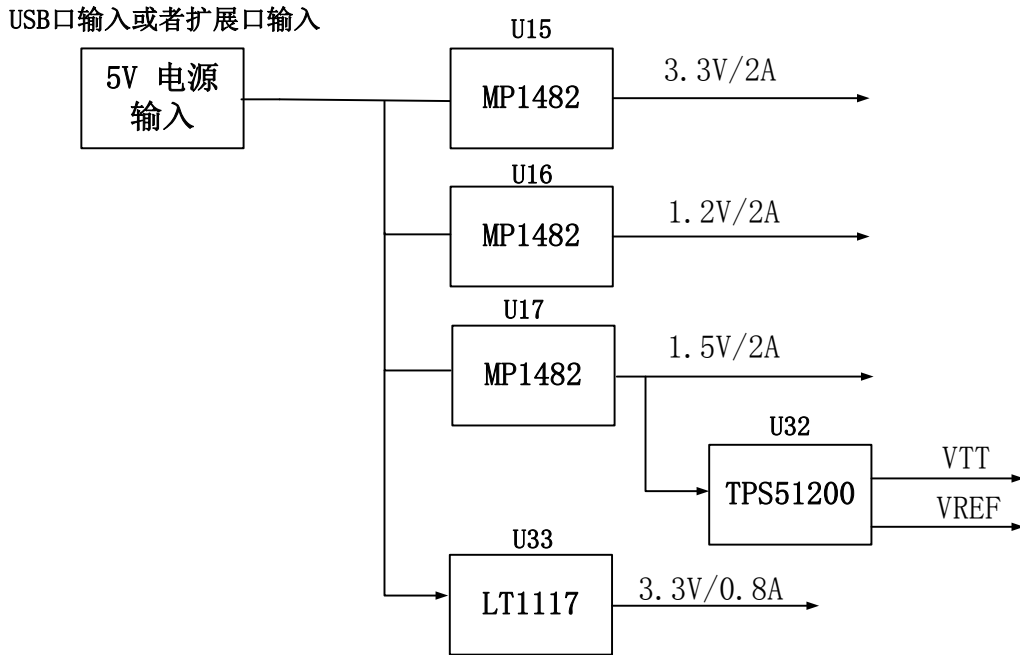 USB口输入或者扩展口输入
5V 电源
输入
U15
MP1482
3.3V/2A
U16
MP1482
1.2V/2A
U17
MP1482
1.5V/2A
U32
TPS51200
VTT
VREF
U33
LT1117
3.3V/0.8A